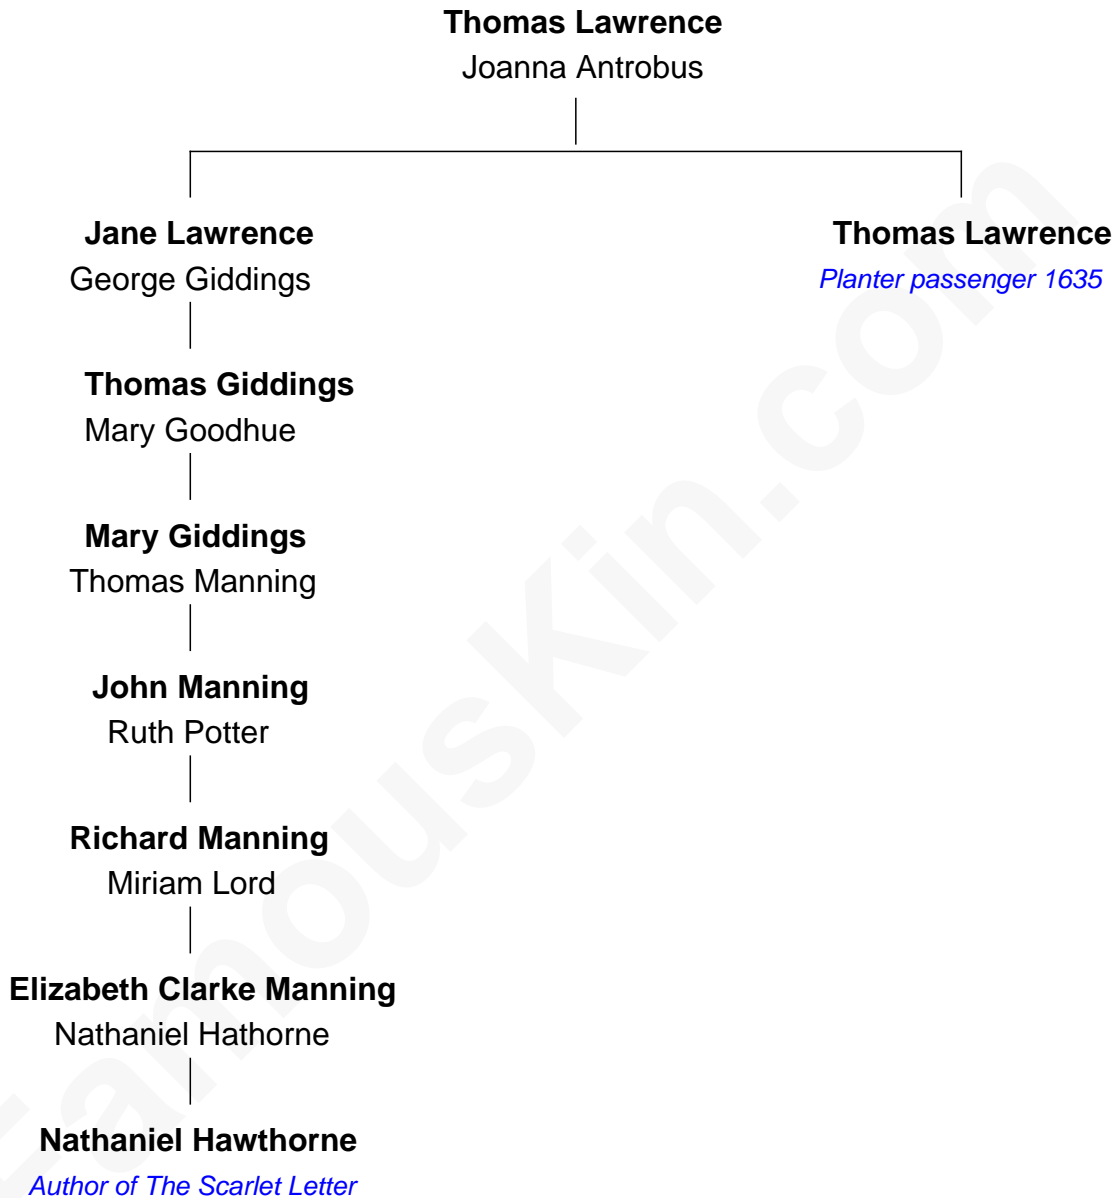 Thomas Lawrence
Joanna Antrobus
Jane Lawrence
George Giddings
Thomas Lawrence
Planter passenger 1635
Thomas Giddings
Mary Goodhue
Mary Giddings
Thomas Manning
John Manning
Ruth Potter
Richard Manning
Miriam Lord
Elizabeth Clarke Manning
Nathaniel Hathorne
Nathaniel Hawthorne
Author of The Scarlet Letter
FamousKin.com